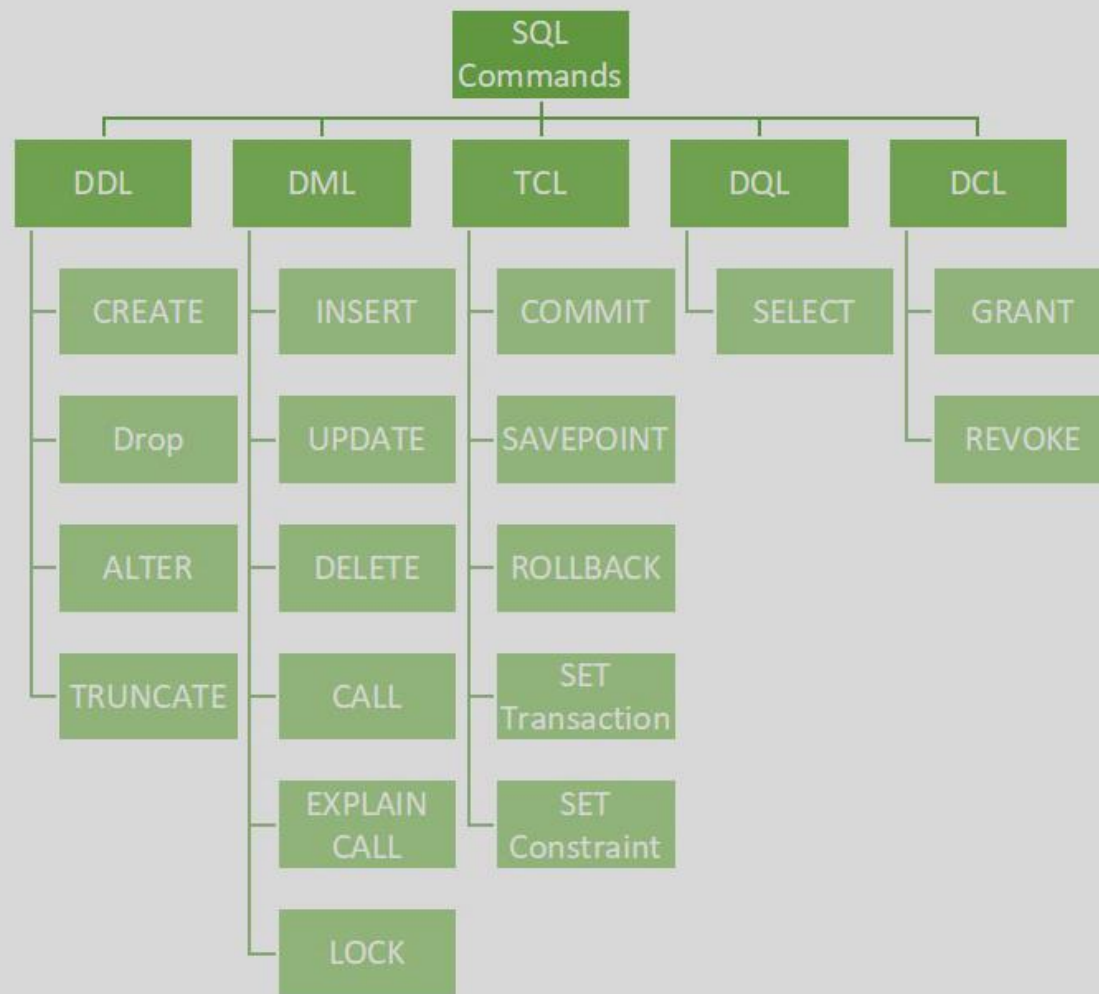 SQL
Commands
DDL
DML
TCL
DQL
DCL
CREATE
INSERT
COMMIT
SELECT
GRANT
Drop
UPDATE
SAVEPOINT
REVOKE
ALTER
DELETE
ROLLBACK
TRUNCATE
CALL
SET
Transaction
EXPLAIN
CALL
SET
Constraint
LOCK